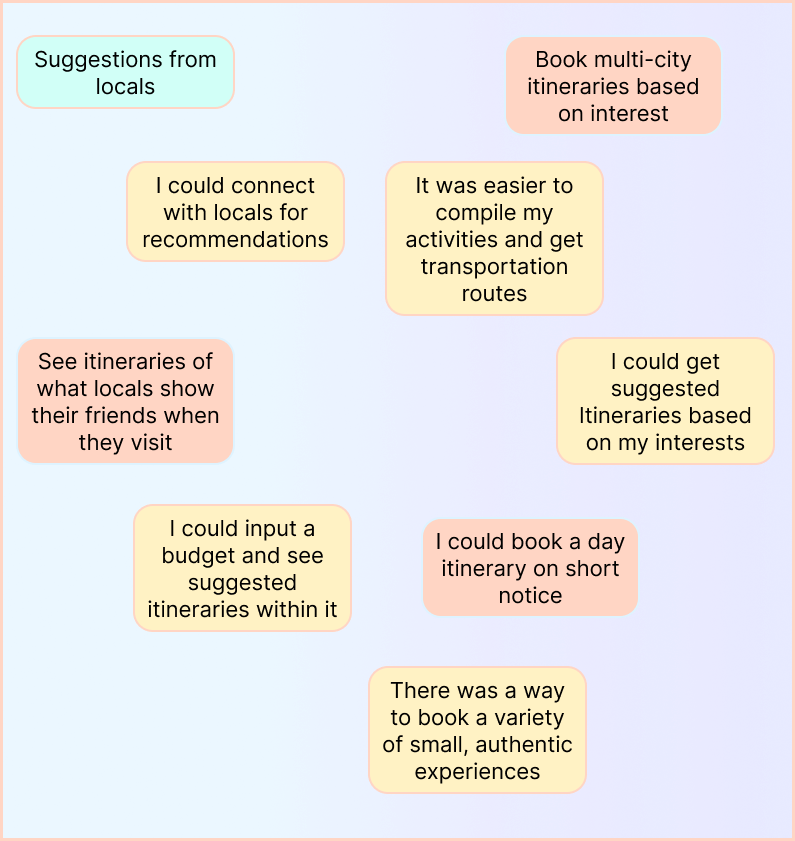 Suggestions from
locals
Book multi-city
itineraries based
on interest
I could connect
with locals for
recommendations
It was easier to
compile my
activities and get
transportation
routes
See itineraries of
what locals show
their friends when
they visit
I could get
suggested
Itineraries based
on my interests
I could input a
budget and see
suggested
itineraries within it
I could book a day
itinerary on short
notice
There was a way
to book a variety
of small, authentic
experiences